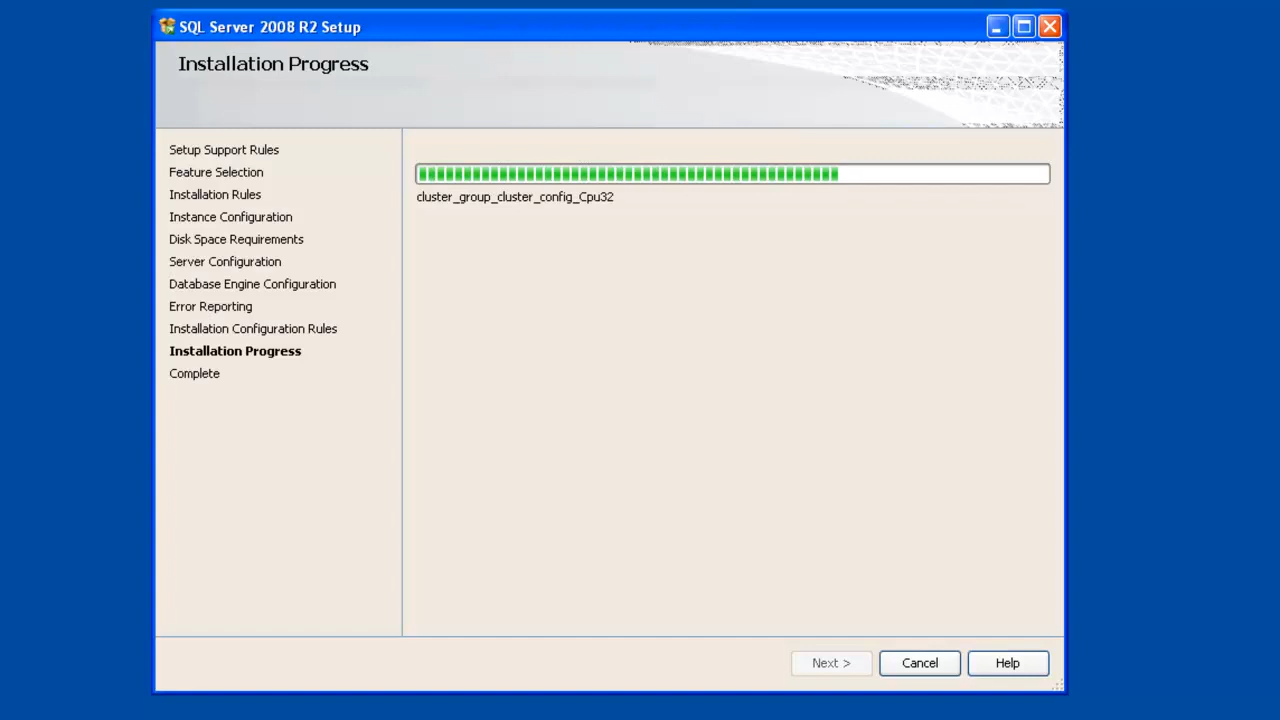 SQL Server 2008 R2 Setup
Installation Progress
Setup Support Rules
Feature Selection
Installation Rules
Instance Configuration
Disk Space Requirements
Server Configuration
Database Engine Configuration
Error Reporting
Installation Configuration Rules
Installation Progress
Complete
cluster_group_cluster_config_Cpu32
Next >
Cancel
Help